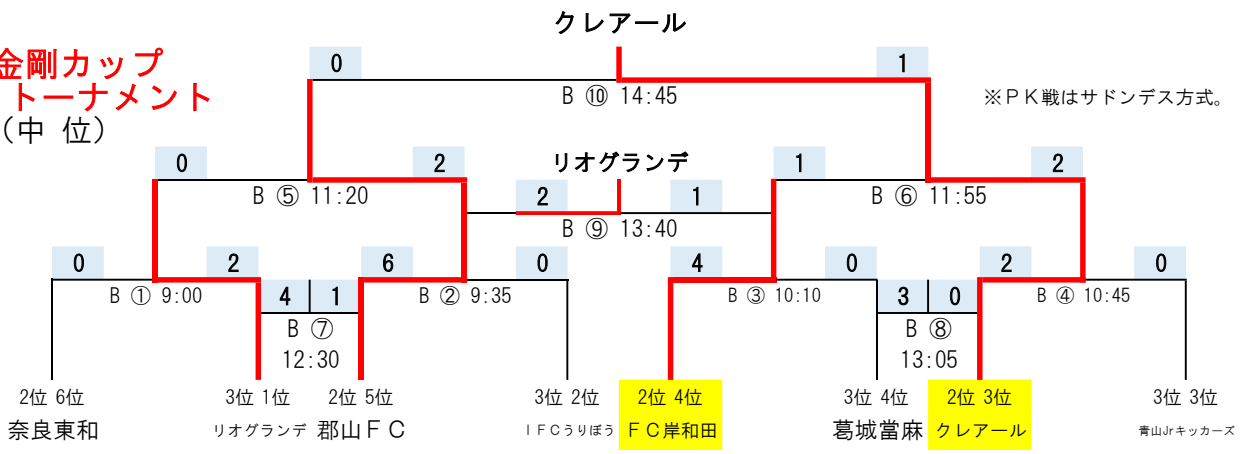 クレアール
金剛カップ
トーナメント
(中 位)
0
1
B ⑩ 14:45
※PK戦はサドンデス方式。
0
2
リオグランデ
1
2
B ⑤ 11:20
2
1
B ⑥ 11:55
B ⑨ 13:40
0
2
6
0
4
0
2
0
B ① 9:00
4
1
B ② 9:35
B ③ 10:10
3
0
B ④ 10:45
B ⑦
12:30
B ⑧
13:05
2位 6位
3位 1位
2位 5位
3位 2位
2位 4位
3位 4位
2位 3位
3位 3位
奈良東和
リオグランデ
郡山FC
IFCうりぼう
FC岸和田
葛城當麻
クレアール
青山Jrキッカーズ